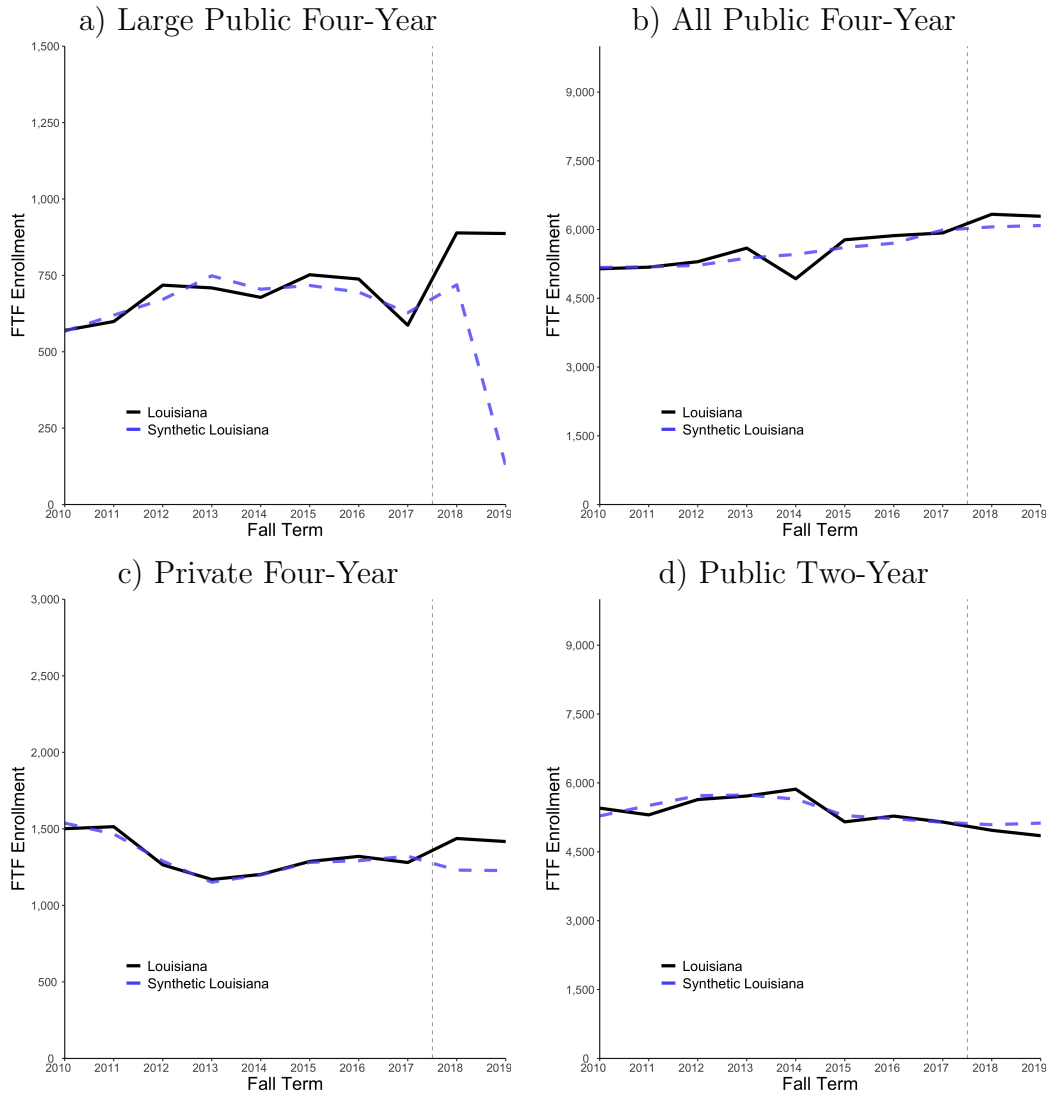 a) Large Public Four-Year
1,500
1,250
1,000
750
500
250
0
FTF Enrollment
Louisiana
Synthetic Louisiana
2010 2011 2012 2013 2014 2015 2016 2017 2018 2019
Fall Term
b) All Public Four-Year
9,000
7,500
6,000
4,500
3,000
1,500
0
FTF Enrollment
Louisiana
Synthetic Louisiana
2010 2011 2012 2013 2014 2015 2016 2017 2018 2019
Fall Term
c) Private Four-Year
3,000
2,500
2,000
1,500
1,000
500
0
FTF Enrollment
Louisiana
Synthetic Louisiana
2010 2011 2012 2013 2014 2015 2016 2017 2018 2019
Fall Term
d) Public Two-Year
9,000
7,500
6,000
4,500
3,000
1,500
0
FTF Enrollment
Louisiana
Synthetic Louisiana
2010 2011 2012 2013 2014 2015 2016 2017 2018 2019
Fall Term